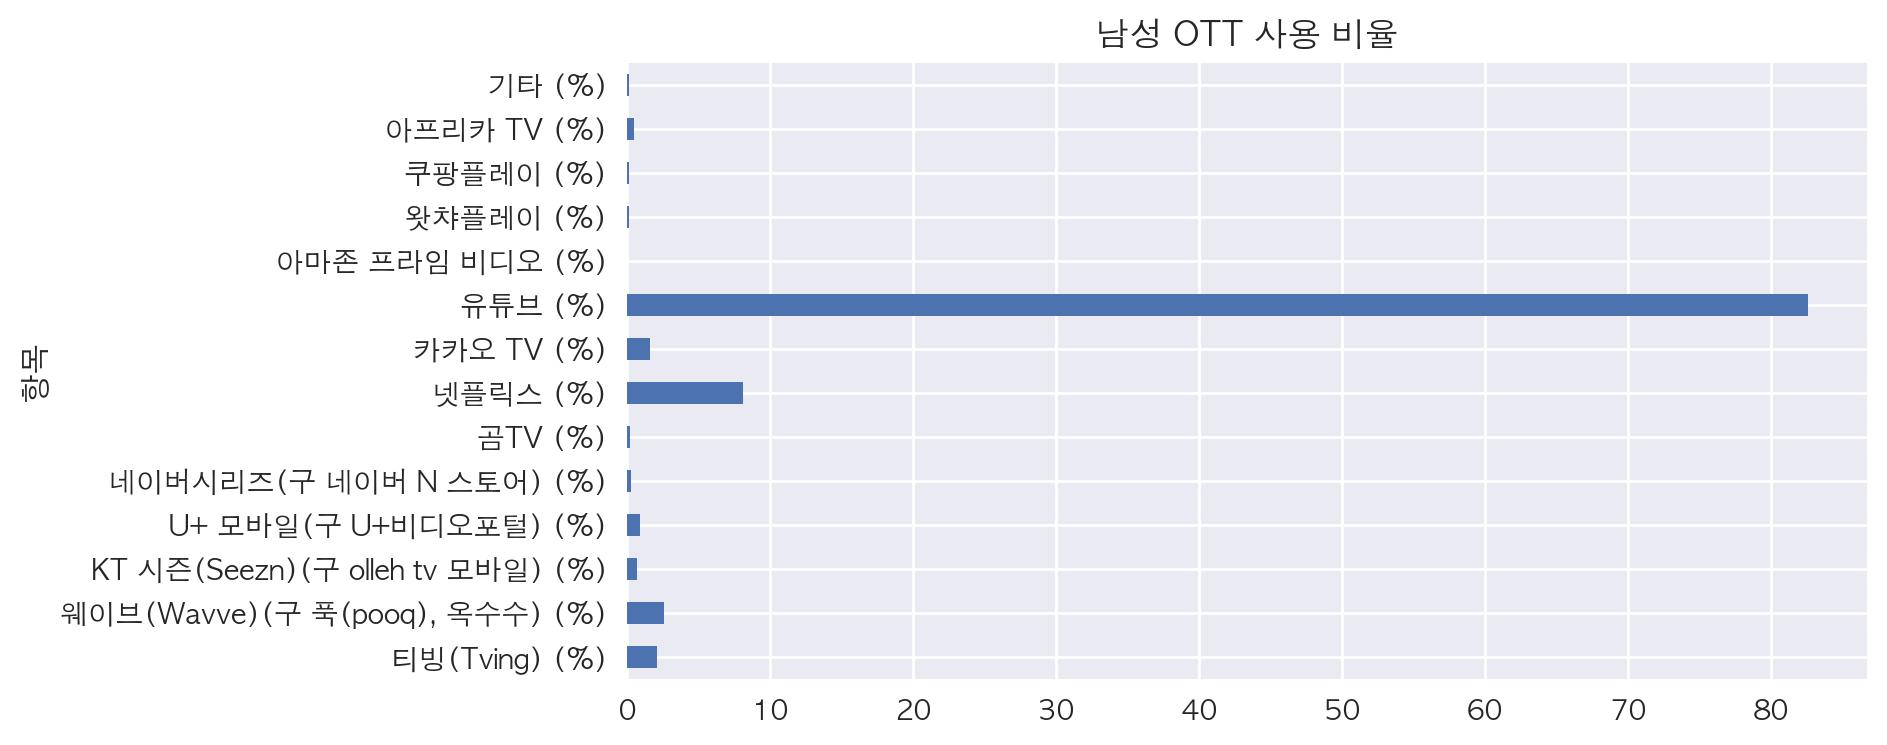 남성 OTT 사용 비율
기타 (%)
아프리카 TV (%)
쿠팡플레이 (%)
왓챠플레이 (%)
아마존 프라임 비디오 (%)
유튜브 (%)
카카오 TV (%)
넷플릭스 (%)
곰TV (%)
네이버시리즈(구 네이버 N 스토어) (%)
U+ 모바일(구 U+비디오포털) (%)
KT 시즌(Seezn)(구 olleh tv 모바일) (%)
웨이브(Wavve)(구 푹(pooq), 옥수수) (%)
티빙(Tving) (%)
항목
0 10 20 30 40 50 60 70 80